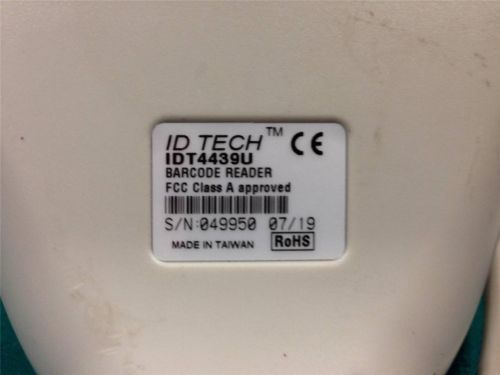 ID TECH™ CE
IDT4439U
BARCODE READER
FCC Class A approved
S/N:049950 07/19
MADE IN TAIWAN RoHS